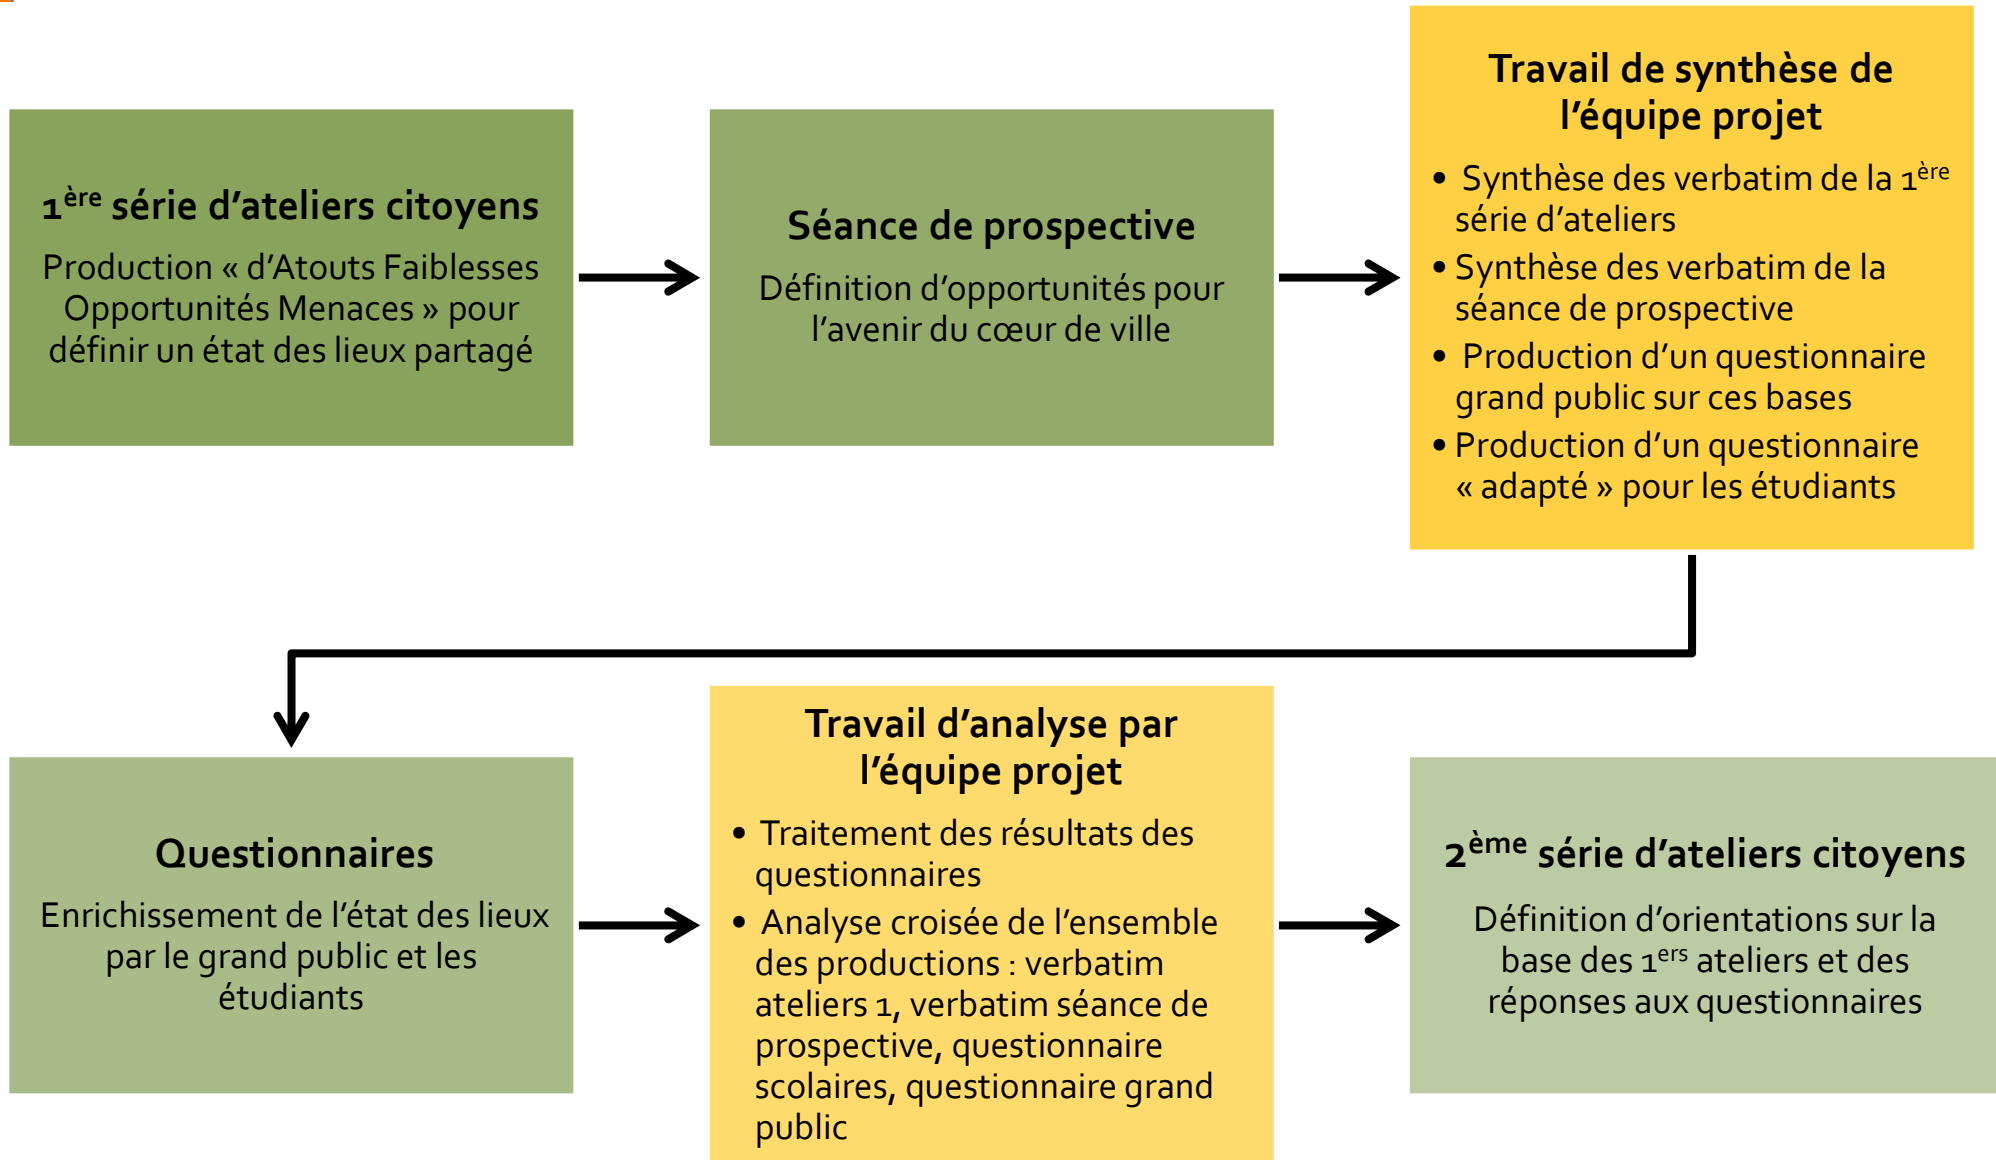 1ère série d’ateliers citoyens
Production « d’Atouts Faiblesses
Opportunités Menaces » pour
définir un état des lieux partagé
Séance de prospective
Définition d’opportunités pour
l’avenir du cœur de ville
Travail de synthèse de
l’équipe projet
• Synthèse des verbatim de la 1ère
série d’ateliers
• Synthèse des verbatim de la
séance de prospective
• Production d’un questionnaire
grand public sur ces bases
• Production d’un questionnaire
« adapté » pour les étudiants
Questionnaires
Enrichissement de l’état des lieux
par le grand public et les
étudiants
Travail d’analyse par
l’équipe projet
• Traitement des résultats des
questionnaires
• Analyse croisée de l’ensemble
des productions : verbatim
ateliers 1, verbatim séance de
prospective, questionnaire
scolaires, questionnaire grand
public
2ème série d’ateliers citoyens
Définition d’orientations sur la
base des 1ers ateliers et des
réponses aux questionnaires